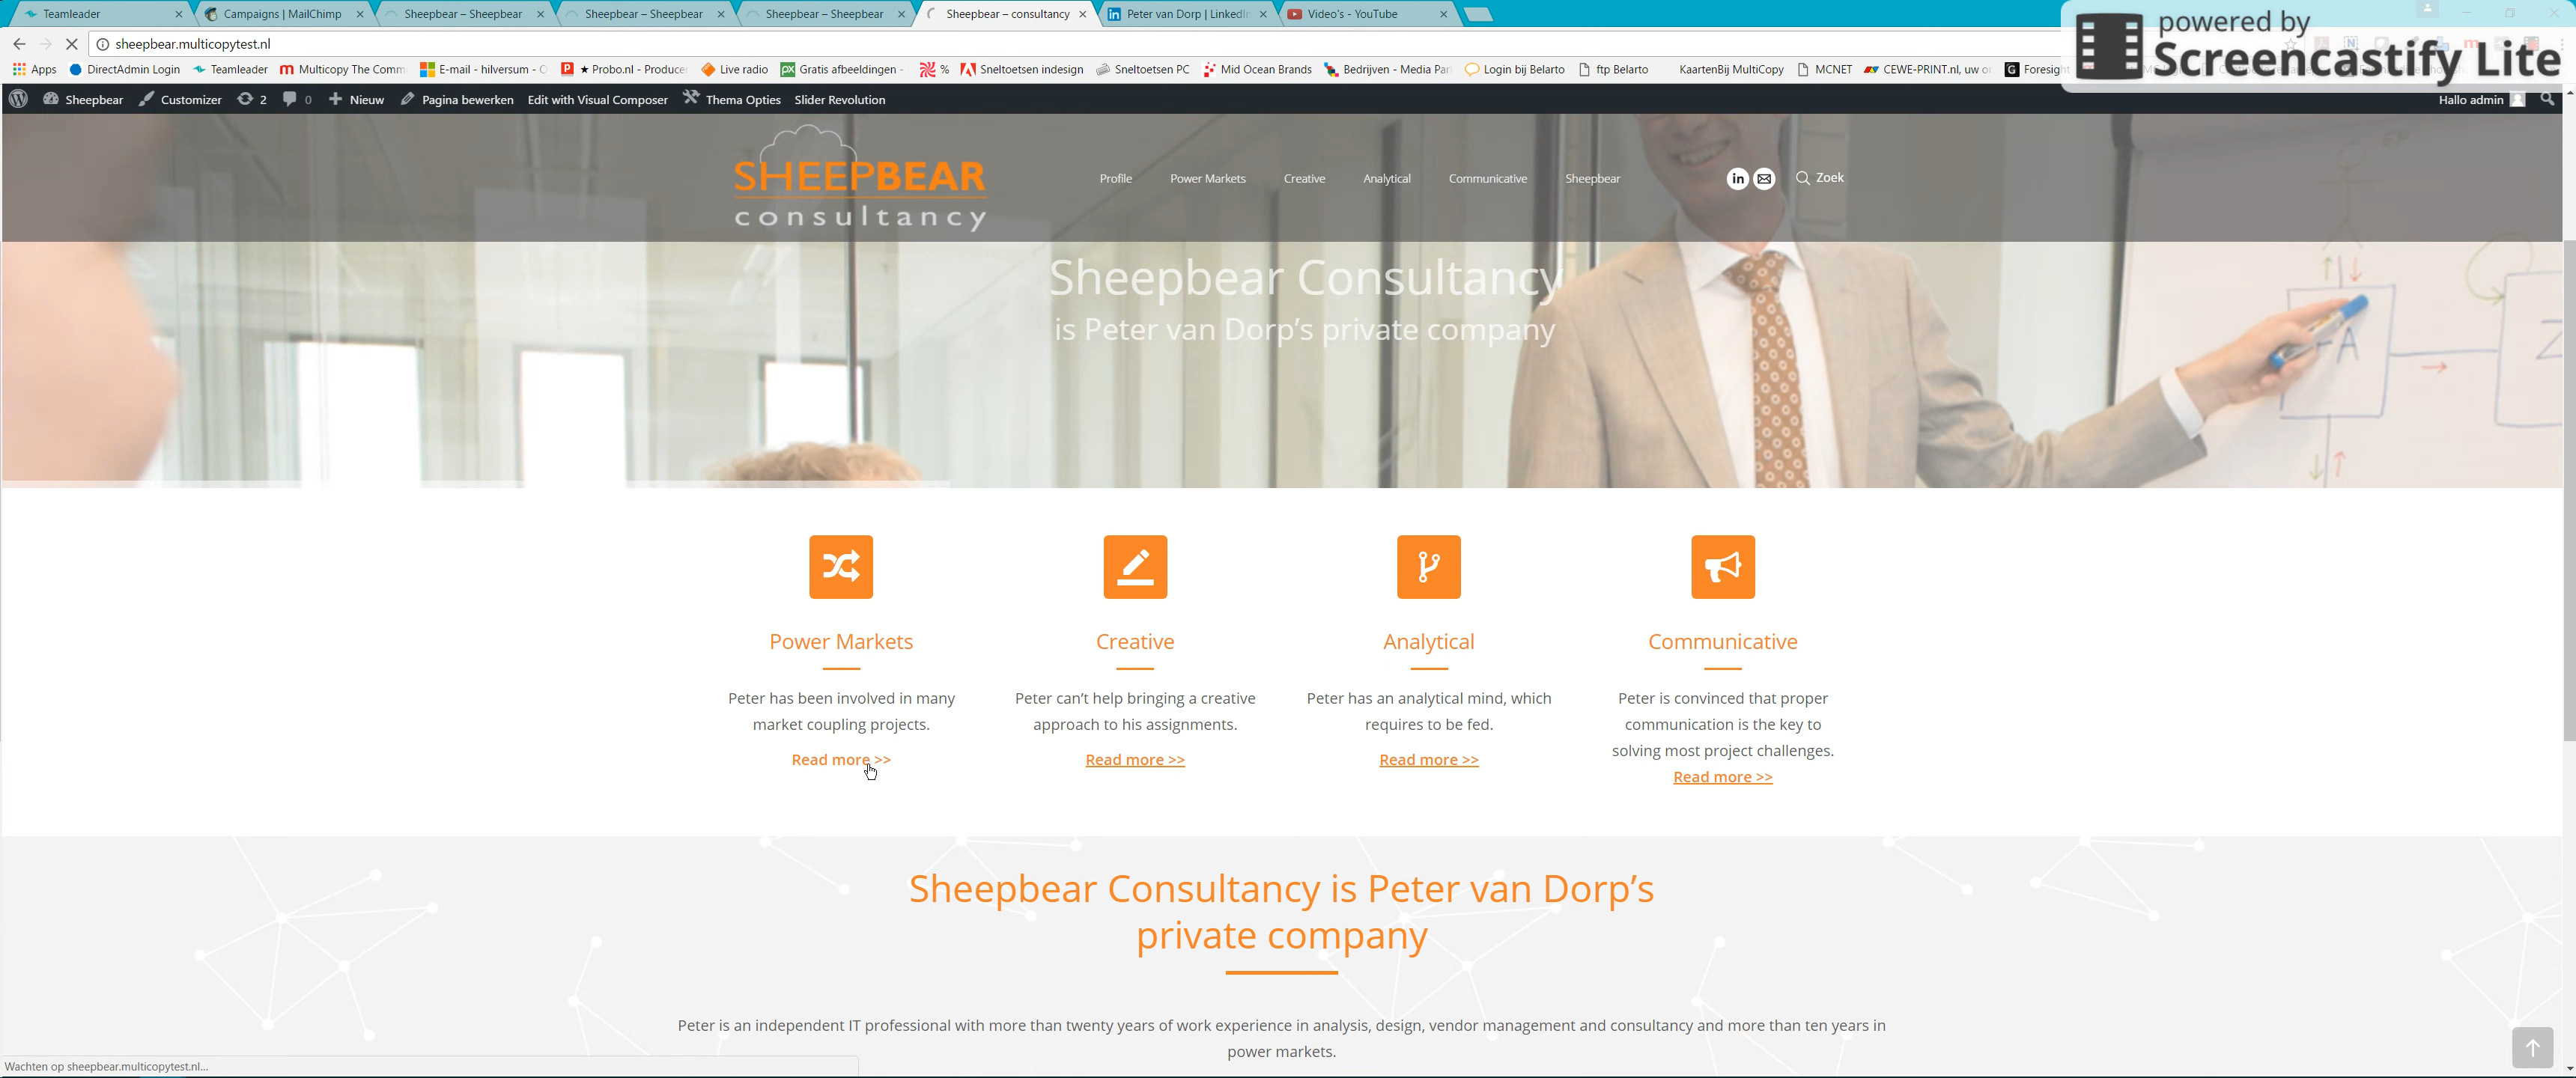 Teamleader
Campaigns | MailChimp
Sheepbear – Sheepbear
Sheepbear – Sheepbear
Sheepbear – Sheepbear
Sheepbear – consultancy
Peter van Dorp | LinkedIn
Video's - YouTube
powered by
Screencastify Lite
sheepbear.multicopytest.nl
Apps
DirectAdmin Login
Teamleader
Multicopy The Comm
E-mail - hilversum - O
★ Probo.nl - Produce
Live radio
Gratis afbeeldingen -
%
Sneltoetsen indesign
Sneltoetsen PC
Mid Ocean Brands
Bedrijven - Media Par
Login bij Belarto
ftp Belarto
KaartenBij MultiCopy
MCNET
CEWE-PRINT.nl, uw o
Foresight
Sheepbear
Customizer
2
0
Nieuw
Pagina bewerken
Edit with Visual Composer
Thema Opties
Slider Revolution
Hallo admin
SHEEPBEAR
consultancy
Profile
Power Markets
Creative
Analytical
Communicative
Sheepbear
in
Zoek
Sheepbear Consultancy
is Peter van Dorp's private company
A
Z
Power Markets
Peter has been involved in many
market coupling projects.
Read more >>
Creative
Peter can't help bringing a creative
approach to his assignments.
Read more >>
Analytical
Peter has an analytical mind, which
requires to be fed.
Read more >>
Communicative
Peter is convinced that proper
communication is the key to
solving most project challenges.
Read more >>
Sheepbear Consultancy is Peter van Dorp's
private company
Peter is an independent IT professional with more than twenty years of work experience in analysis, design, vendor management and consultancy and more than ten years in
power markets.
Wachten op sheepbear.multicopytest.nl...